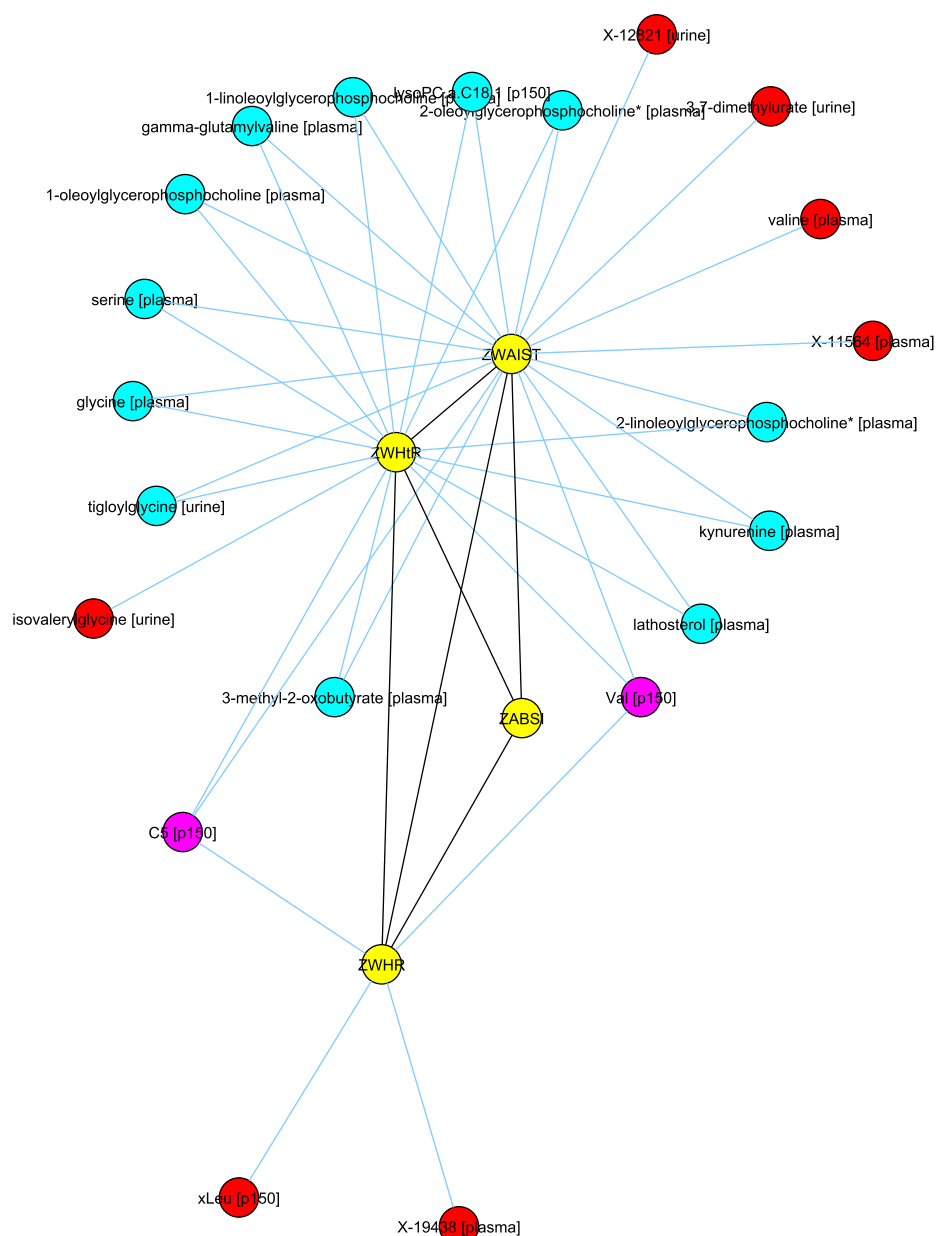 X-12821 [urine]
1-linoleoylglycerophosphocholine [plasma]
lysoPC.a.C18.1 [p150]
2-oleoylglycerophosphocholine* [plasma]
3,7-dimethylurate [urine]
gamma-glutamylvaline [plasma]
1-oleoylglycerophosphocholine [plasma]
valine [plasma]
serine [plasma]
X-11564 [plasma]
ZWAIST
glycine [plasma]
2-linoleoylglycerophosphocholine* [plasma]
ZWHtR
tigloylglycine [urine]
kynurenine [plasma]
isovalerylglycine [urine]
lathosterol [plasma]
3-methyl-2-oxobutyrate [plasma]
Val [p150]
ZABSI
C5 [p150]
ZWHR
xLeu [p150]
X-19438 [plasma]